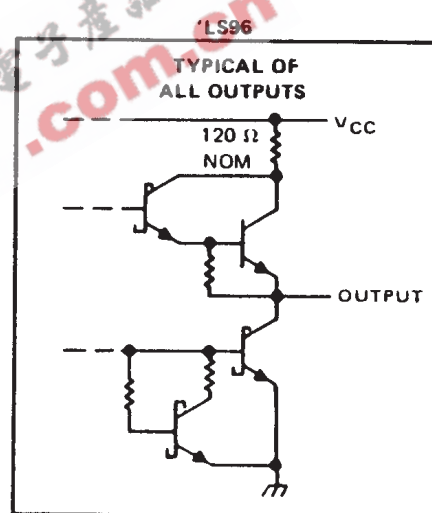 'LS96
TYPICAL OF
ALL OUTPUTS
VCC
120 Ω
NOM
OUTPUT
.com.cn